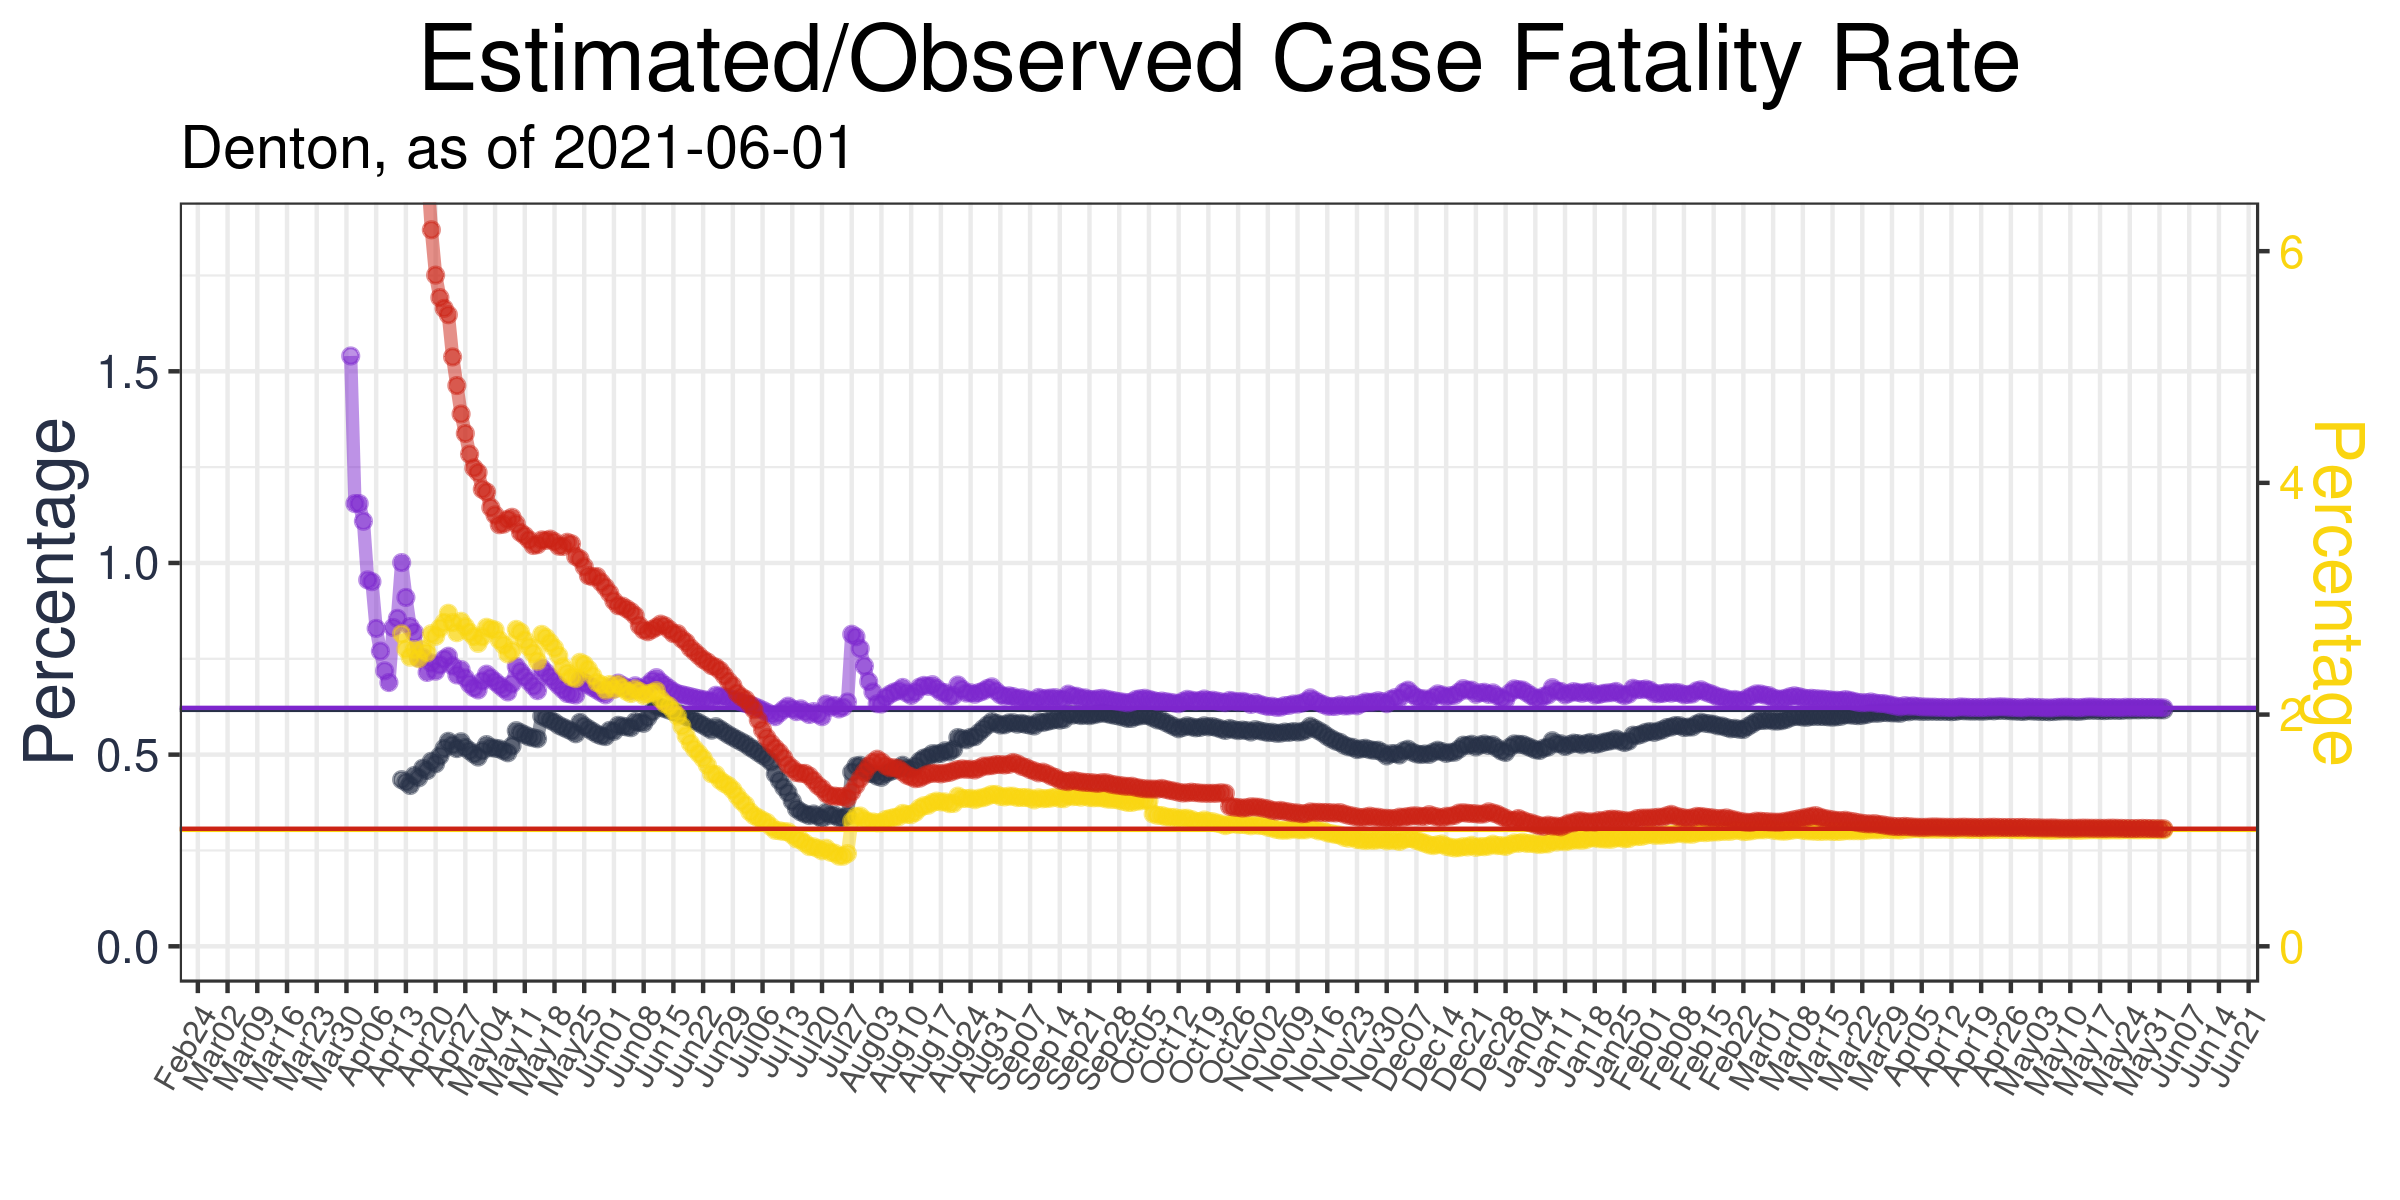 Estimated/Observed Case Fatality Rate
Denton, as of 2021-06-01
Percentage
1.5
1.0
0.5
0.0
6
4
2
0
Percentage
Feb24
Mar02
Mar09
Mar16
Mar23
Mar30
Apr06
Apr13
Apr20
Apr27
May04
May11
May18
May25
Jun01
Jun08
Jun15
Jun22
Jun29
Jul06
Jul13
Jul20
Jul27
Aug03
Aug10
Aug17
Aug24
Aug31
Sep07
Sep14
Sep21
Sep28
Oct05
Oct12
Oct19
Oct26
Nov02
Nov09
Nov16
Nov23
Nov30
Dec07
Dec14
Dec21
Dec28
Jan04
Jan11
Jan18
Jan25
Feb01
Feb08
Feb15
Feb22
Mar01
Mar08
Mar15
Mar22
Mar29
Apr05
Apr12
Apr19
Apr26
May03
May10
May17
May24
May31
Jun07
Jun14
Jun21